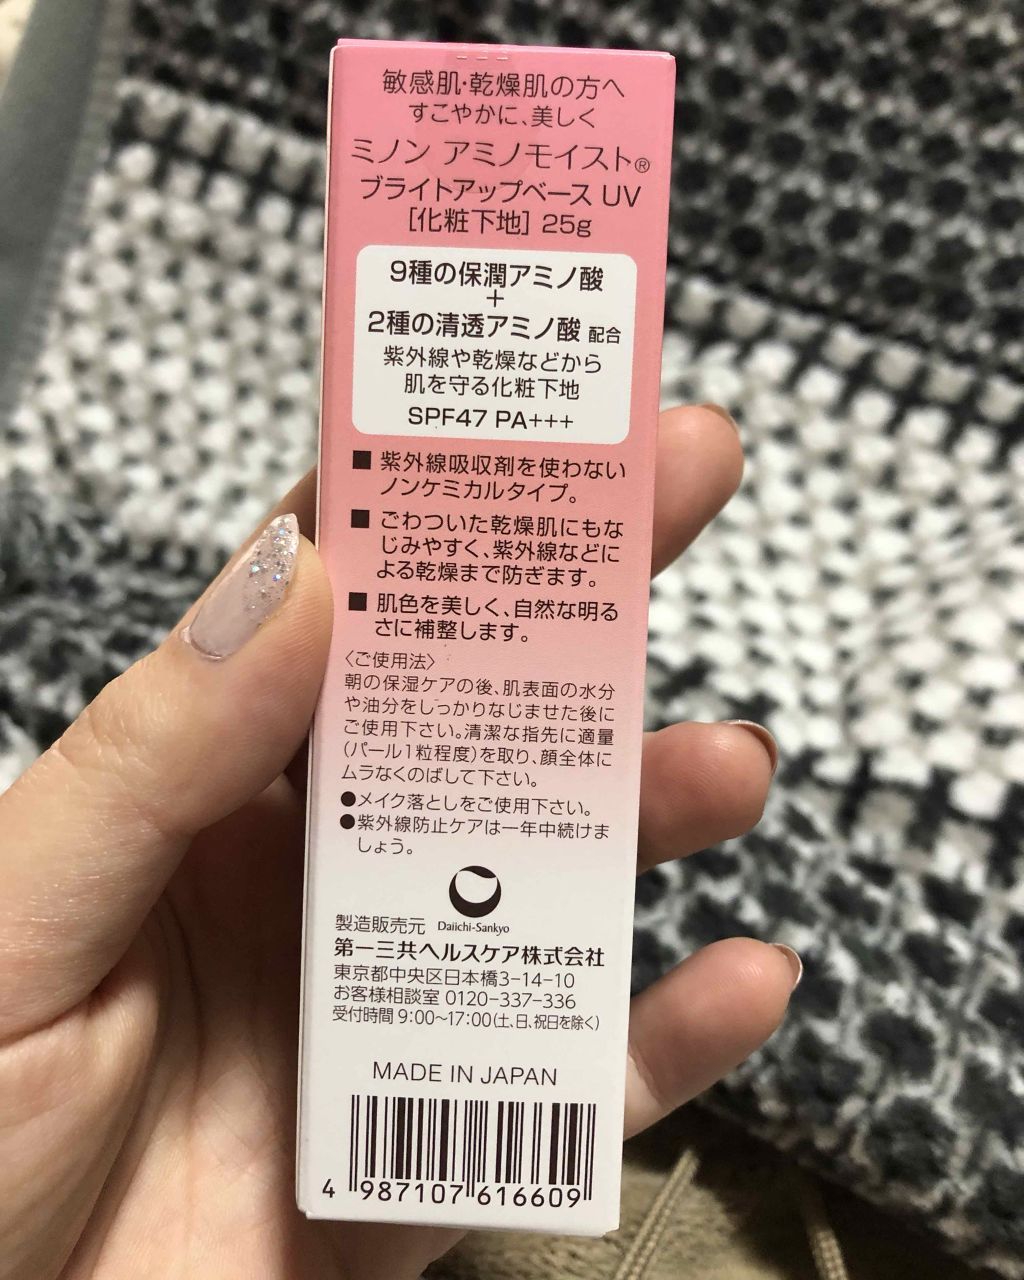 敏感肌・乾燥肌の方へ
すこやかに、美しく
ミノン アミノモイスト®
ブライトアップベース UV
[化粧下地] 25g
9種の保潤アミノ酸
+
2種の清透アミノ酸 配合
紫外線や乾燥などから
肌を守る化粧下地
SPF47 PA+++
■ 紫外線吸収剤を使わない
ノンケミカルタイプ。
■ ごわついた乾燥肌にもな
じみやすく、紫外線などに
よる乾燥まで防ぎます。
■ 肌色を美しく、自然な明る
さに補整します。
〈ご使用法〉
朝の保湿ケアの後、肌表面の水分
や油分をしっかりなじませた後に
ご使用下さい。清潔な指先に適量
(パール1粒程度)を取り、顔全体に
ムラなくのばして下さい。
●メイク落としをご使用下さい。
●紫外線防止ケアは一年中続けま
しょう。
製造販売元 Daiichi-Sankyo
第一三共ヘルスケア株式会社
東京都中央区日本橋3-14-10
お客様相談室 0120-337-336
受付時間 9:00~17:00(土、日、祝日を除く)
MADE IN JAPAN
4 987107 616609